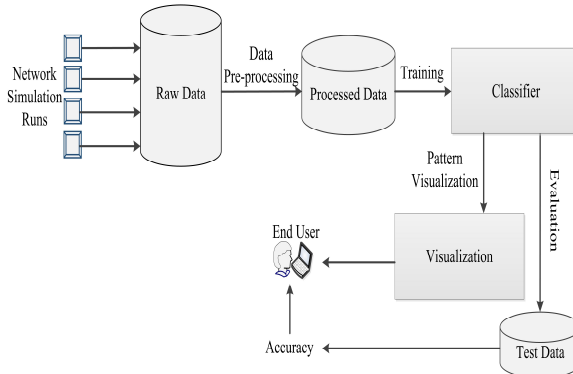 Network
Simulation
Runs
Raw Data
Data
Pre-processing
Processed Data
Training
Classifier
Pattern
Visualization
Evaluation
End User
Visualization
Accuracy
Test Data